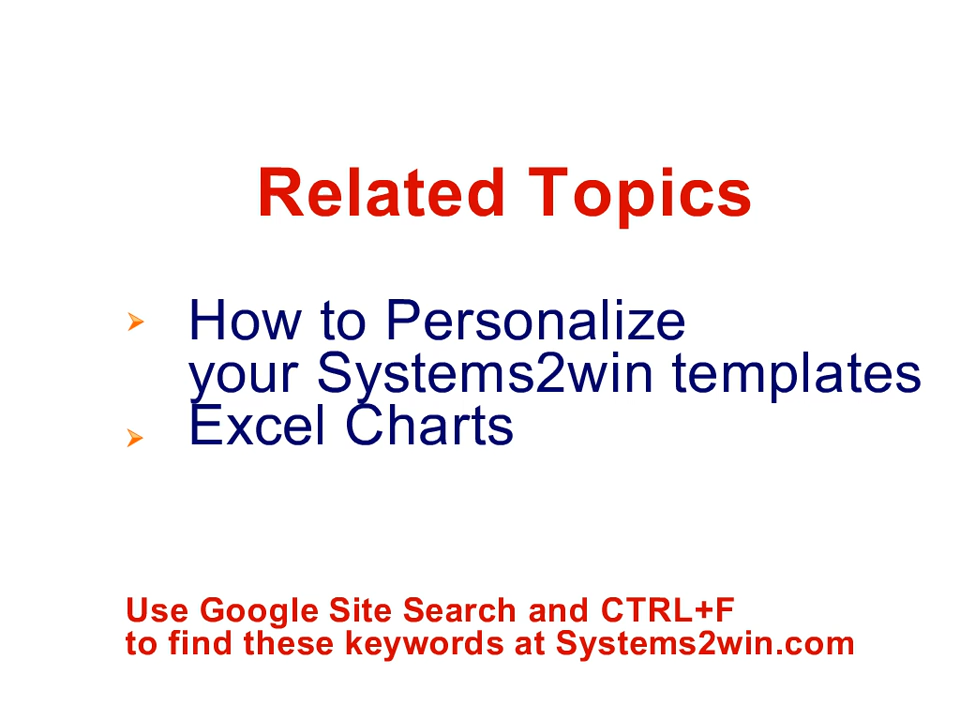 Related Topics
How to Personalize
your Systems2win templates
Excel Charts
Use Google Site Search and CTRL+F
to find these keywords at Systems2win.com